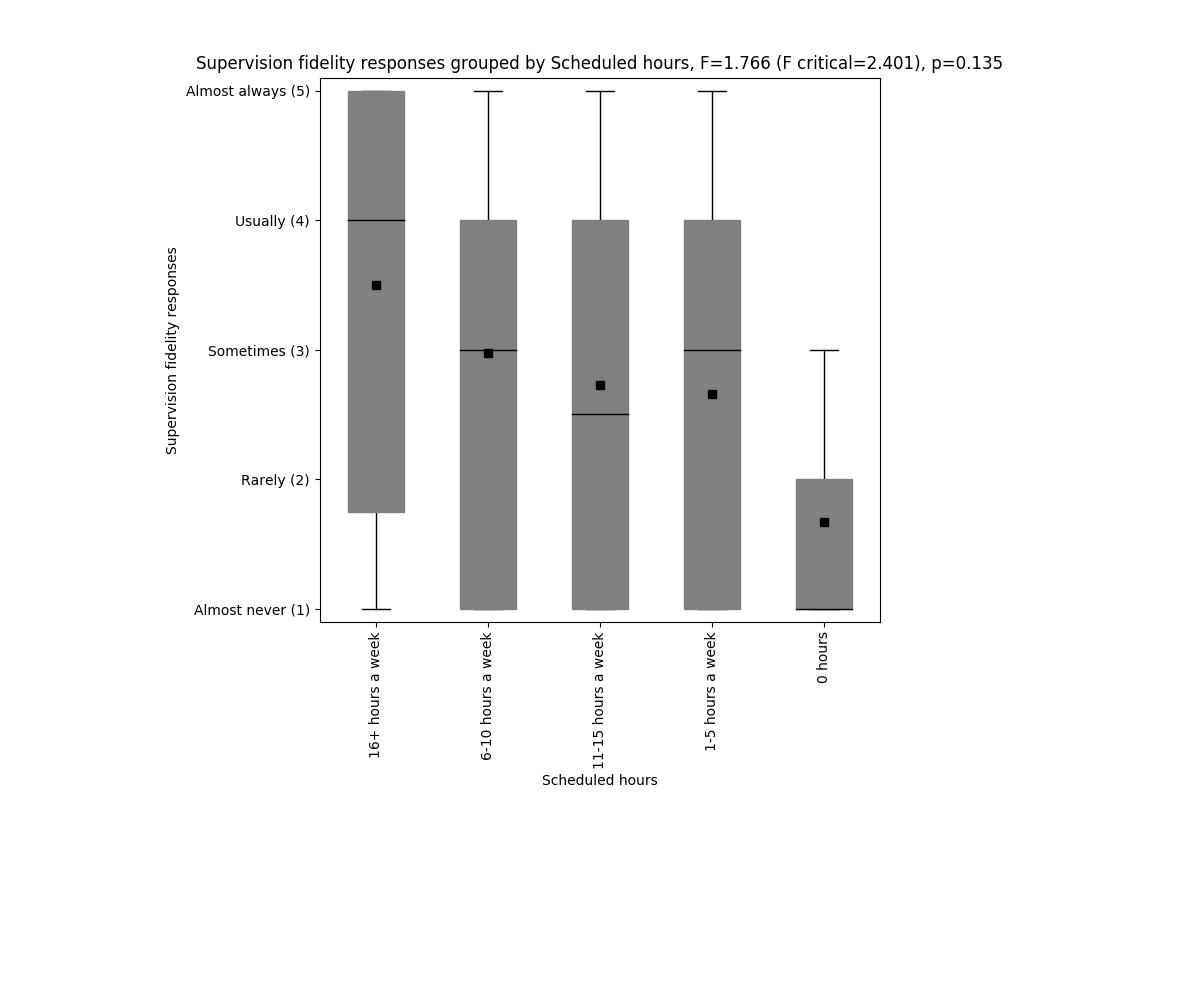 Supervision fidelity responses grouped by Scheduled hours, F=1.766 (F critical=2.401), p=0.135
Almost always (5)
Usually (4)
Sometimes (3)
Rarely (2)
Almost never (1)
Supervision fidelity responses
16+ hours a week
6-10 hours a week
11-15 hours a week
1-5 hours a week
0 hours
Scheduled hours